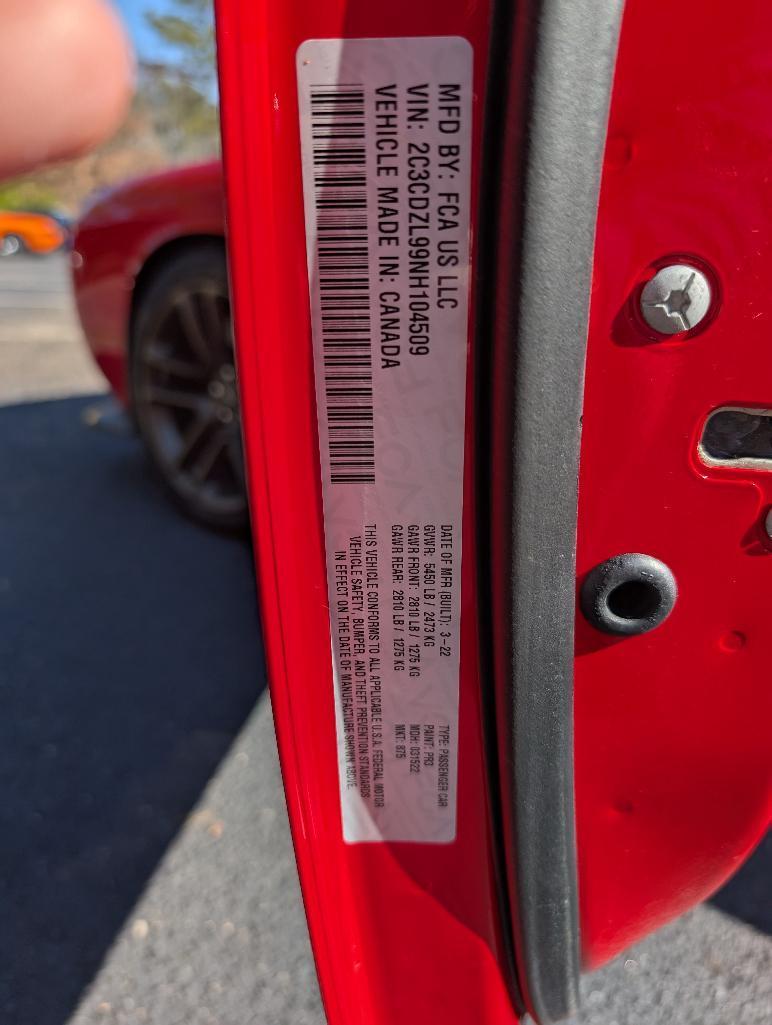 MFD BY: FCA US LLC
VIN: 2C3CDZL99NH104509
VEHICLE MADE IN: CANADA
DATE OF MFR (BUILT): 3-22
GVWR: 5450 LB / 2473 KG
GAWR FRONT: 2810 LB / 1275 KG
GAWR REAR: 2810 LB / 1275 KG
TYPE: PASSENGER CAR
PAINT: PR3
MDH: 031522
MKT: 875
THIS VEHICLE CONFORMS TO ALL APPLICABLE U.S.A. FEDERAL MOTOR
VEHICLE SAFETY, BUMPER, AND THEFT PREVENTION STANDARDS
IN EFFECT ON THE DATE OF MANUFACTURE SHOWN ABOVE.